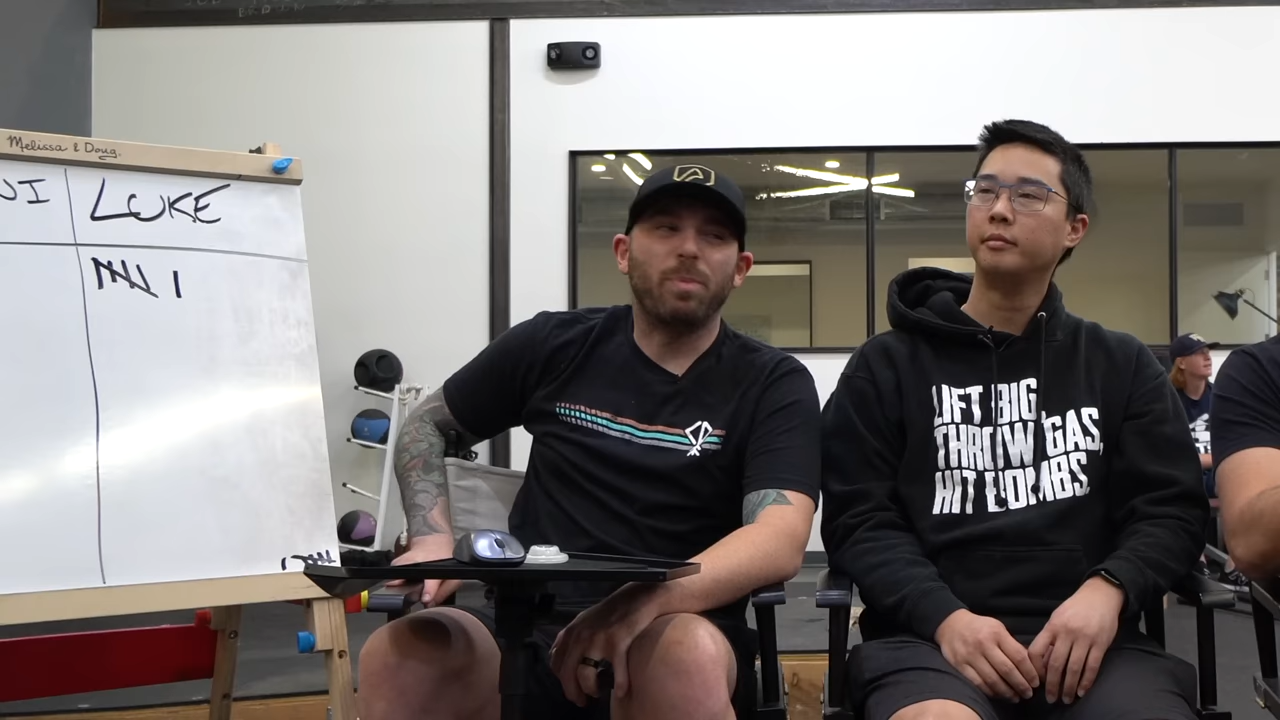 Melissa & Doug.
LUKE
LIFT BIG,
THROW GAS,
HIT BOMBS.